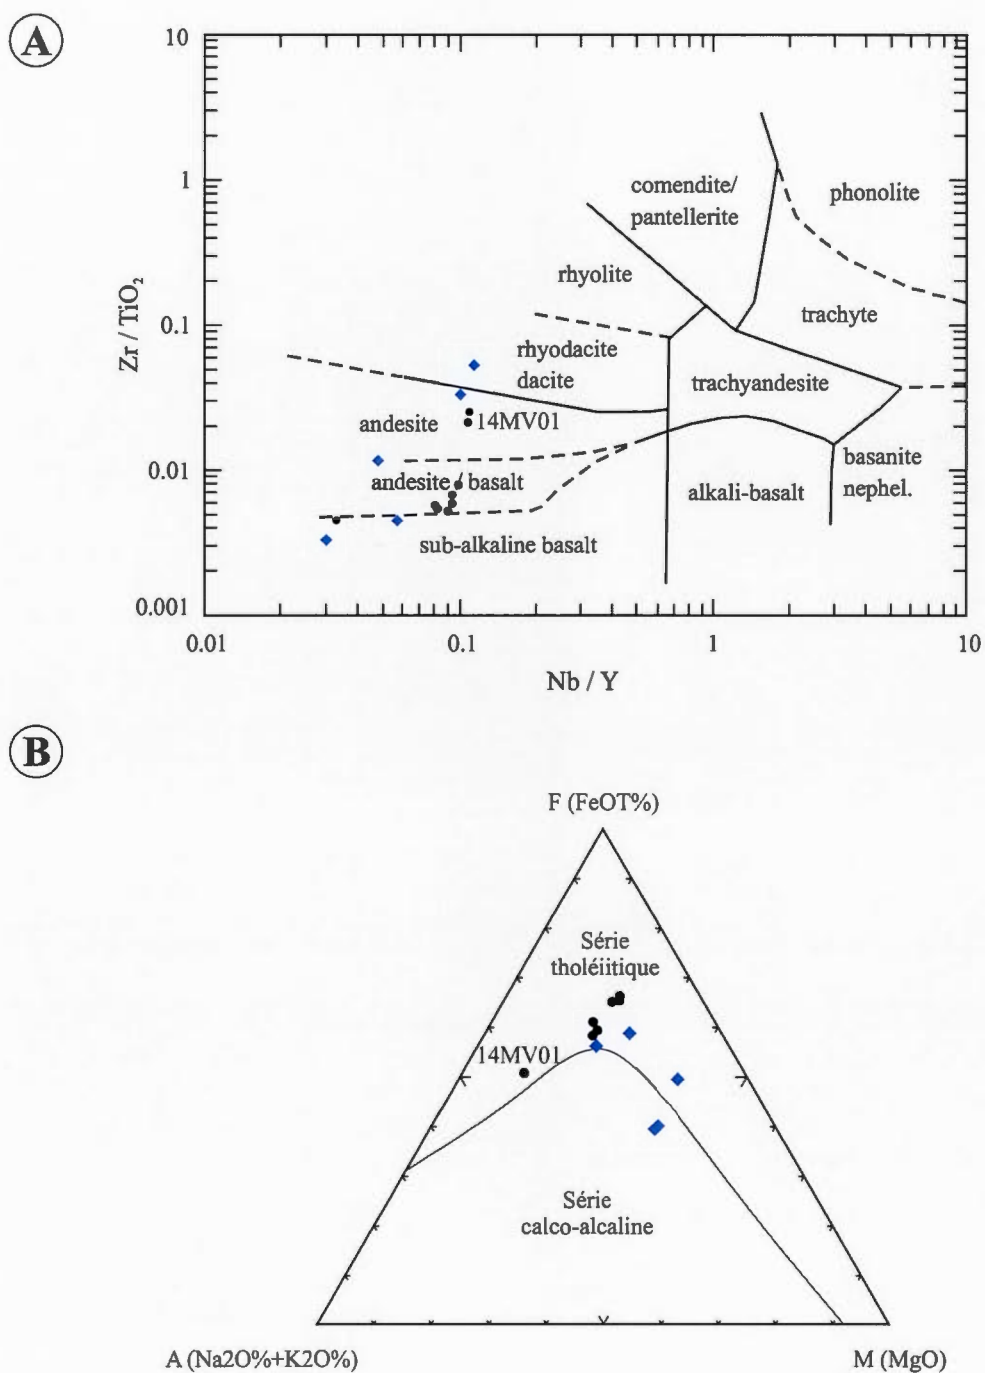 A
10
1
0.1
0.01
0.001
Zr / TiO2
comendite/
pantellerite
phonolite
rhyolite
trachyte
rhyodacite
dacite
trachyandesite
andesite
14MV01
andesite / basalt
basanite
nephel.
alkali-basalt
sub-alkaline basalt
0.01
0.1
1
10
Nb / Y
B
F (FeOT%)
Série
tholéiitique
14MV01
Série
calco-alcaline
A (Na2O%+K2O%)
M (MgO)